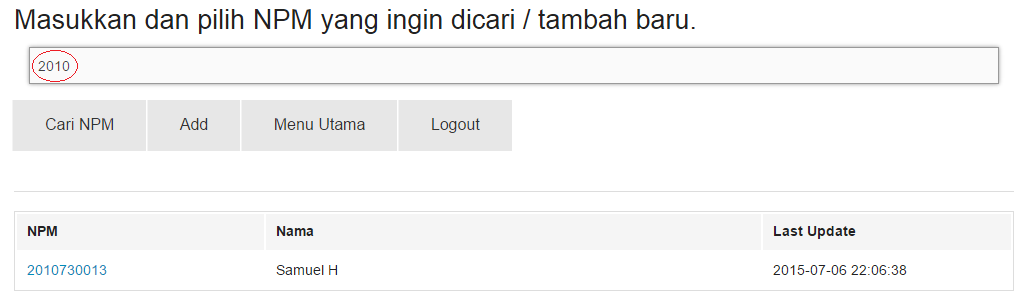 Masukkan dan pilih NPM yang ingin dicari / tambah baru.
2010
Cari NPM Add Menu Utama Logout
NPM Nama Last Update
2010730013 Samuel H 2015-07-06 22:06:38